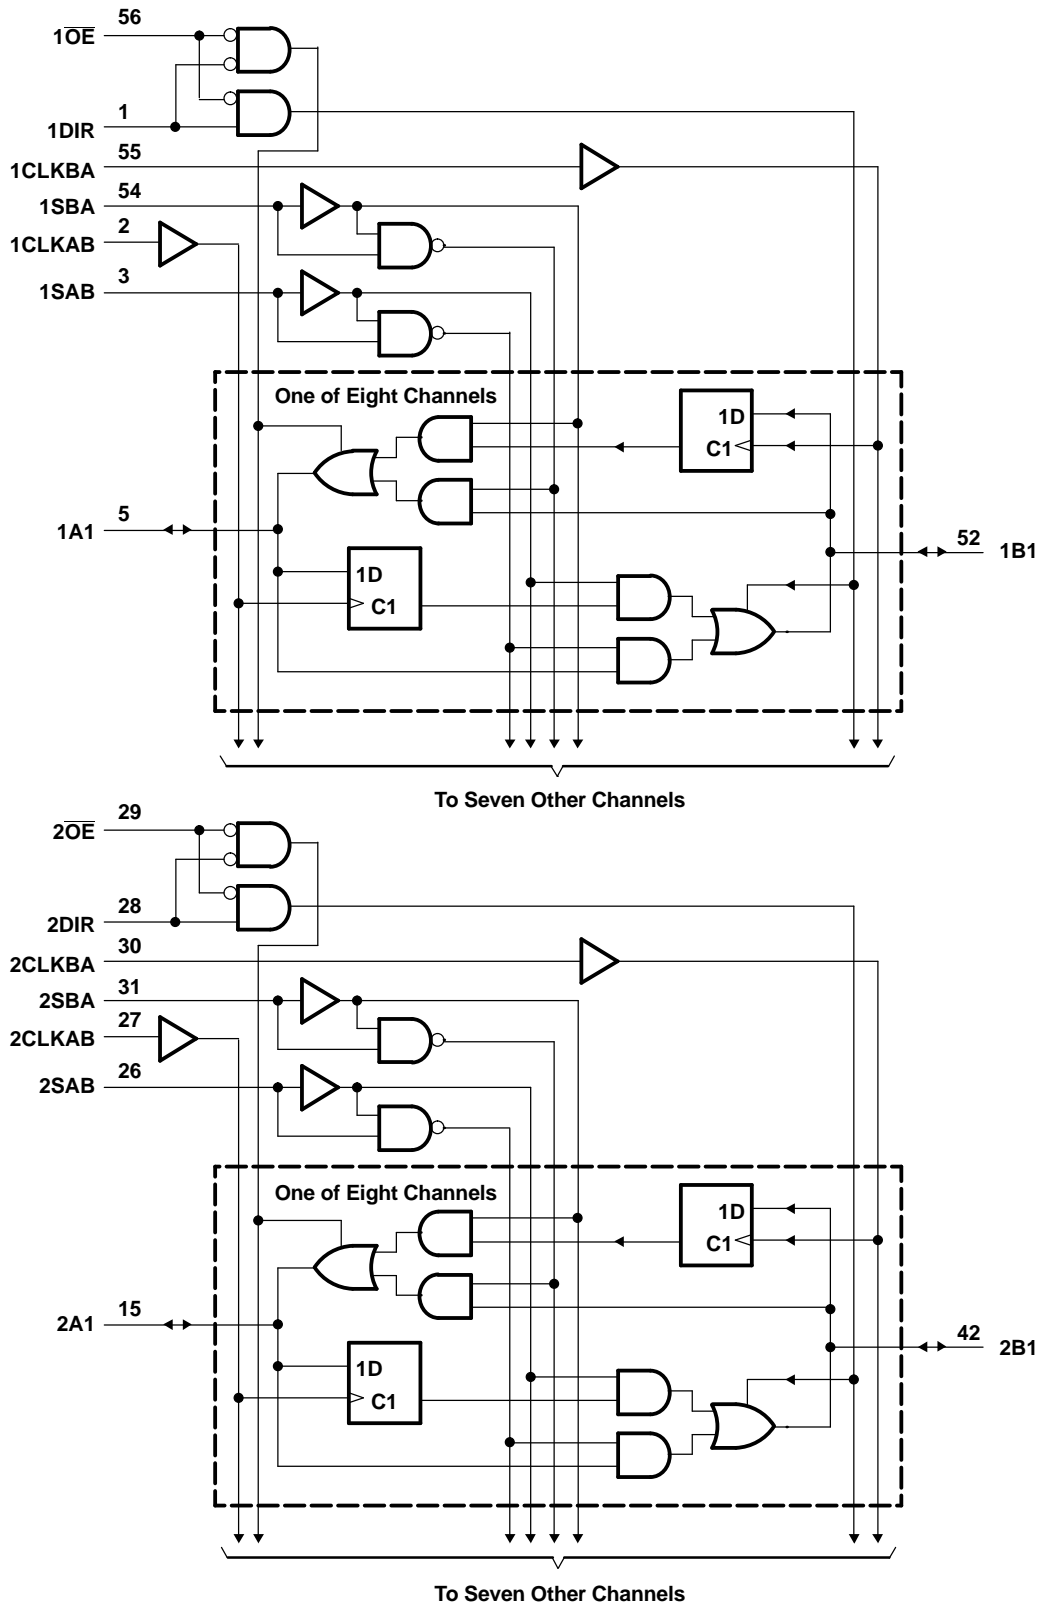 56
1O̅E̅
1
1DIR
55
1CLKBA
54
1SBA
2
1CLKAB
3
1SAB
One of Eight Channels
1D
C1
5
1A1
52
1B1
1D
C1
To Seven Other Channels
29
2O̅E̅
28
2DIR
30
2CLKBA
31
2SBA
27
2CLKAB
26
2SAB
One of Eight Channels
1D
C1
15
2A1
42
2B1
1D
C1
To Seven Other Channels